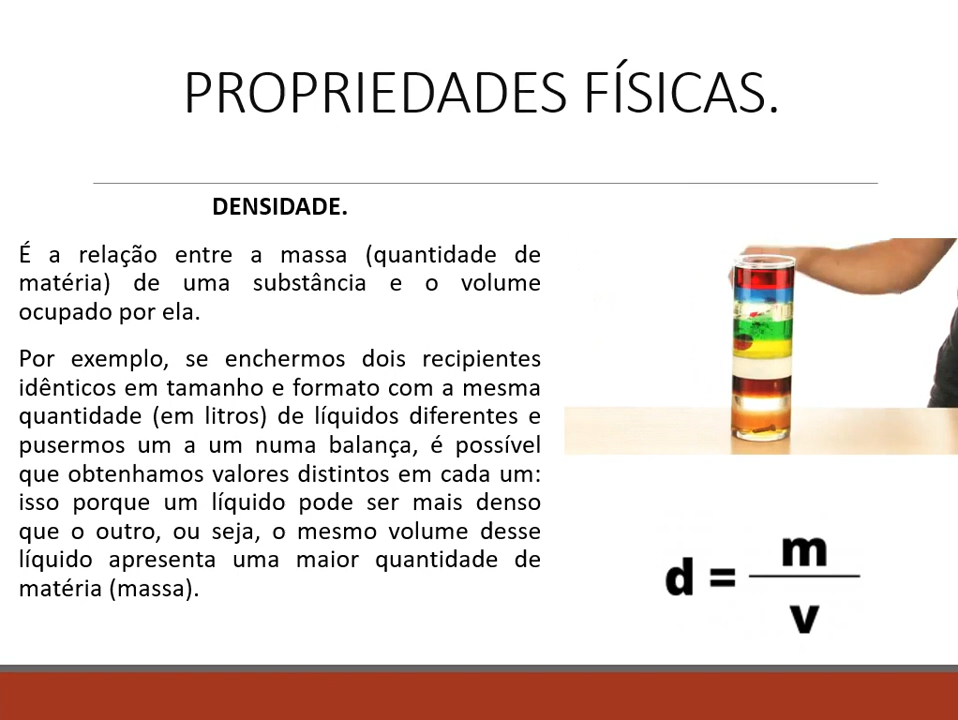 PROPRIEDADES FÍSICAS.
DENSIDADE.
É a relação entre a massa (quantidade de
matéria) de uma substância e o volume
ocupado por ela.
Por exemplo, se enchermos dois recipientes
idênticos em tamanho e formato com a mesma
quantidade (em litros) de líquidos diferentes e
pusermos um a um numa balança, é possível
que obtenhamos valores distintos em cada um:
isso porque um líquido pode ser mais denso
que o outro, ou seja, o mesmo volume desse
líquido apresenta uma maior quantidade de
matéria (massa).
m
d =
v